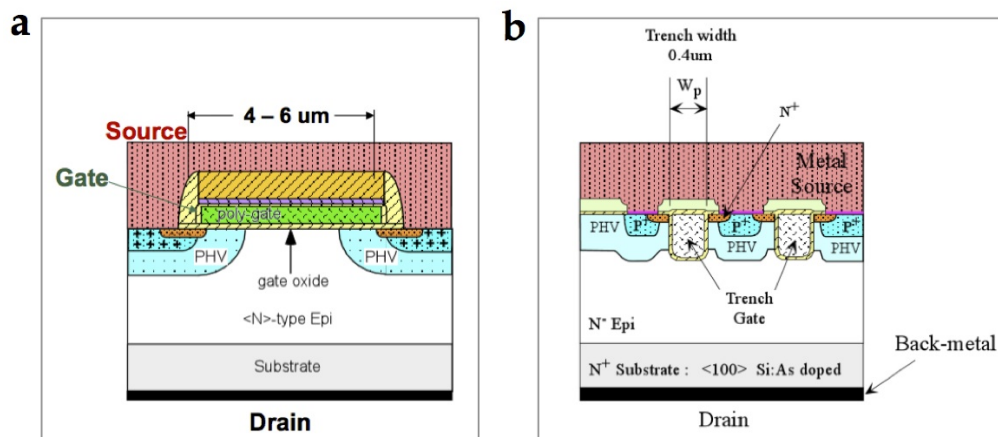 a
4 – 6 um
Source
Gate
poly-gate
PHV
PHV
gate oxide
<N>-type Epi
Substrate
Drain
b
Trench width
0.4um
Wp
N+
Metal
Source
PHV
P+
P+
P+
PHV
PHV
Trench
Gate
N- Epi
Back-metal
N+ Substrate : <100> Si:As doped
Drain